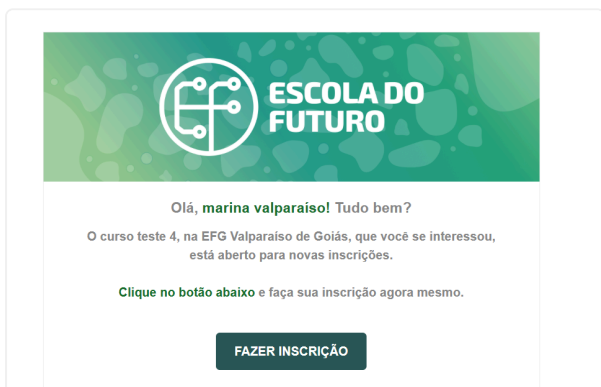 ESCOLA DO
FUTURO
Olá, marina valparaíso! Tudo bem?
O curso teste 4, na EFG Valparaíso de Goiás, que você se interessou,
está aberto para novas inscrições.
Clique no botão abaixo e faça sua inscrição agora mesmo.
FAZER INSCRIÇÃO